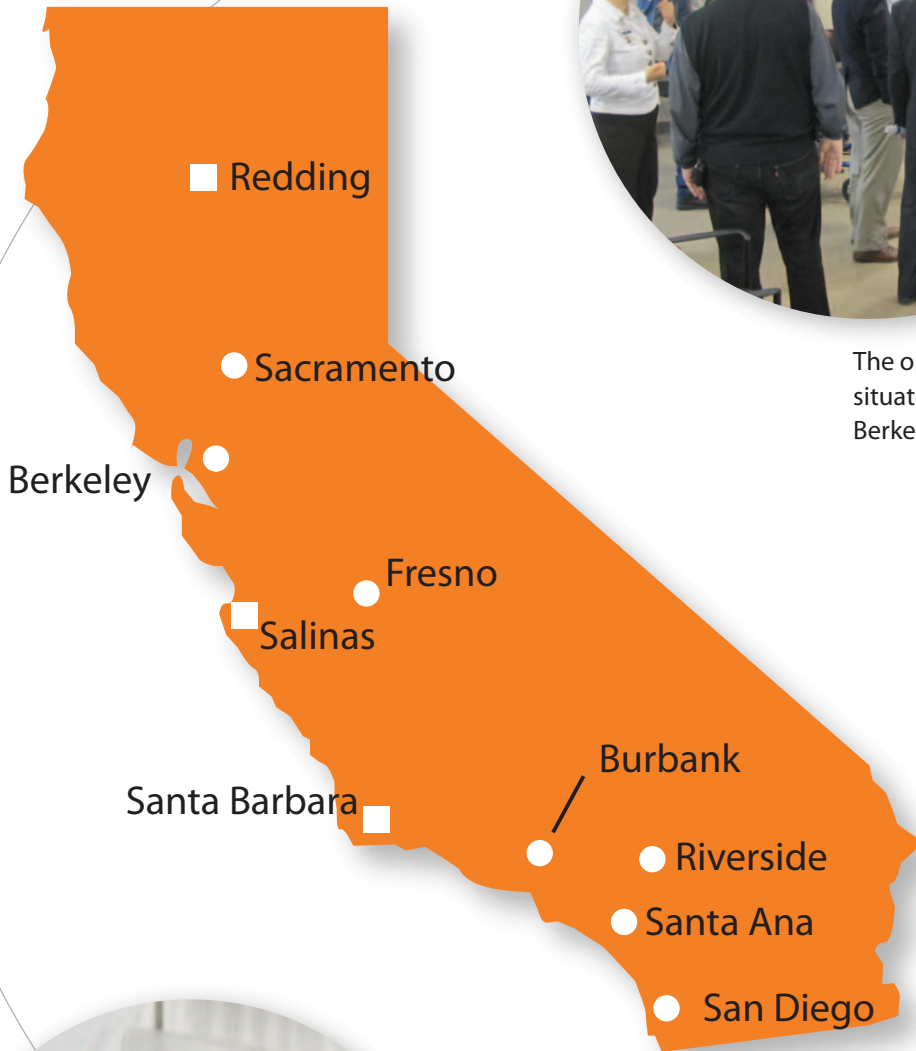 Redding
Sacramento
The
situat
Berke
Berkeley
Fresno
Salinas
Burbank
Santa Barbara
Riverside
Santa Ana
San Diego